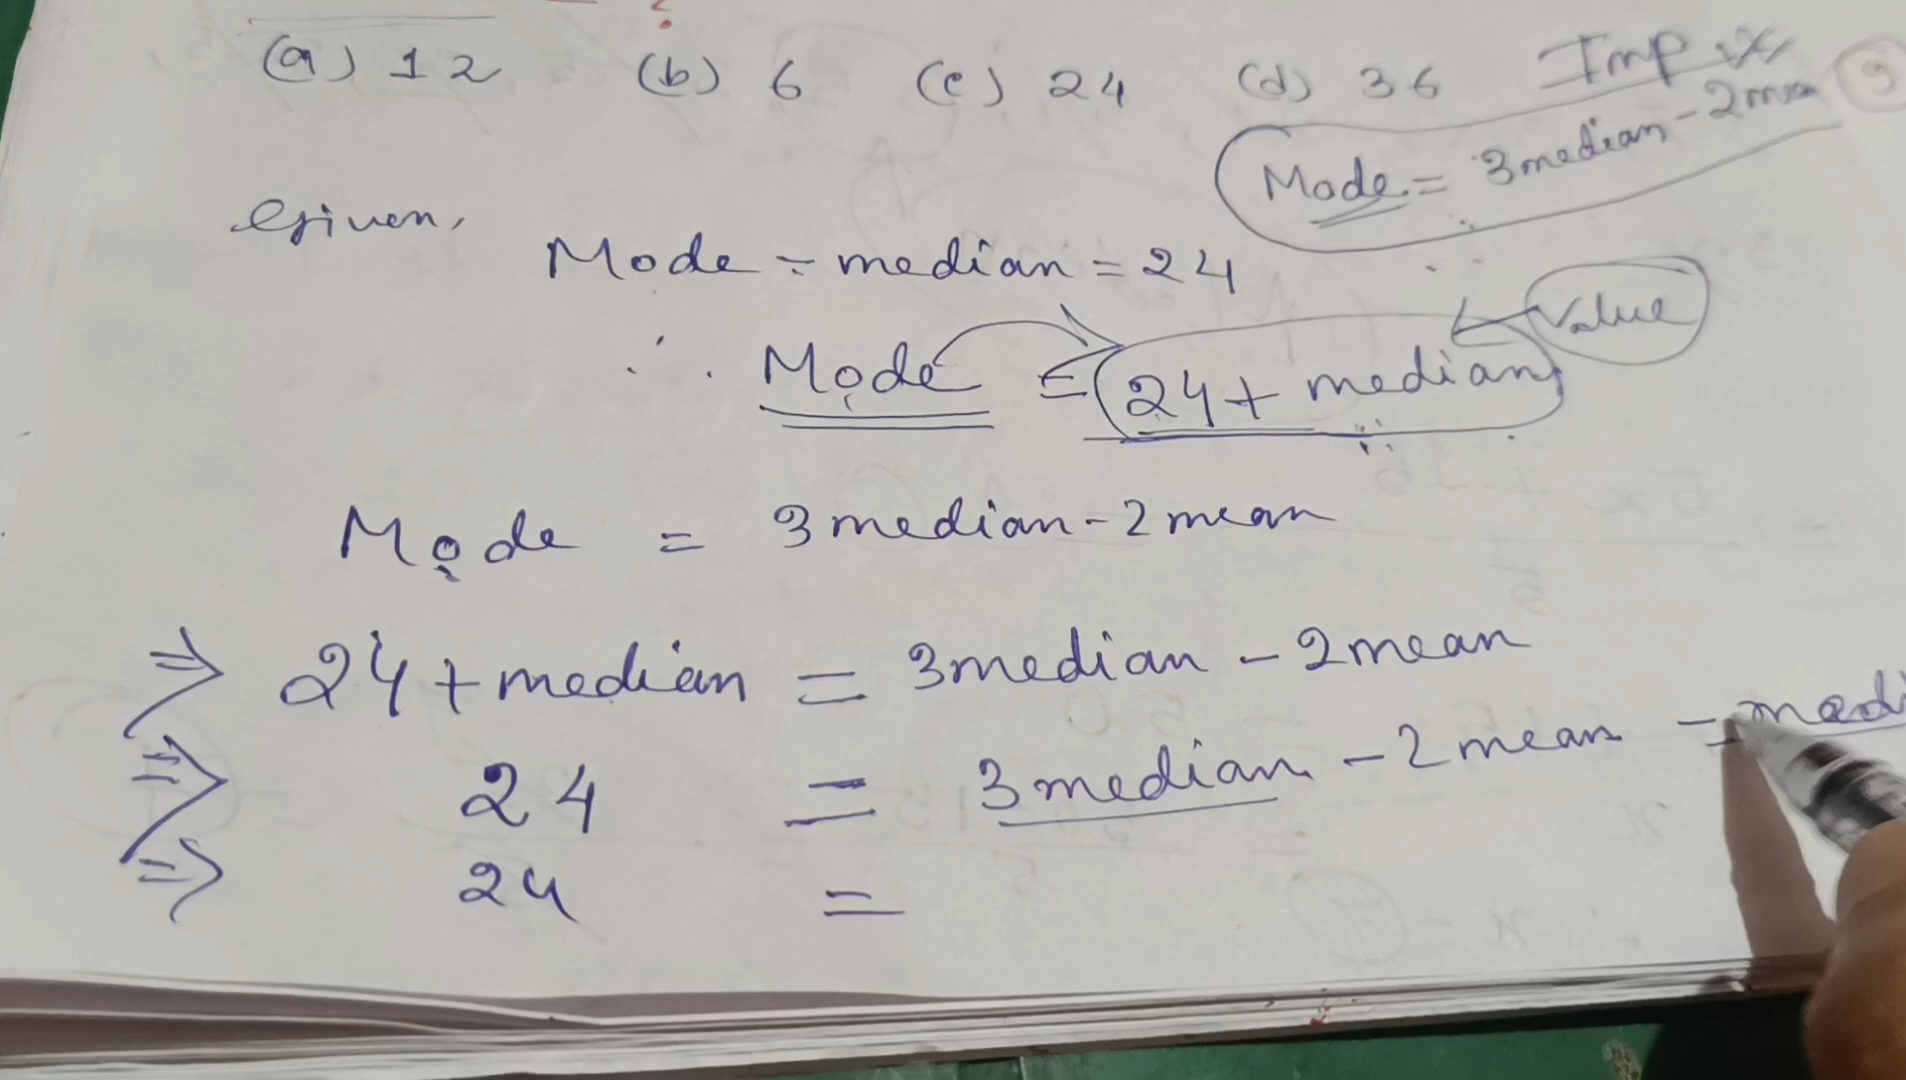 (a) 12 (b) 6 (c) 24 (d) 36
Imp
Mode = 3median - 2mean
Given,
Mode - median = 24
∴ Mode = 24 + median
Value
Mode = 3median - 2mean
⇒ 24 + median = 3median - 2mean
⇒ 24 = 3median - 2mean - medi
⇒ 24 =